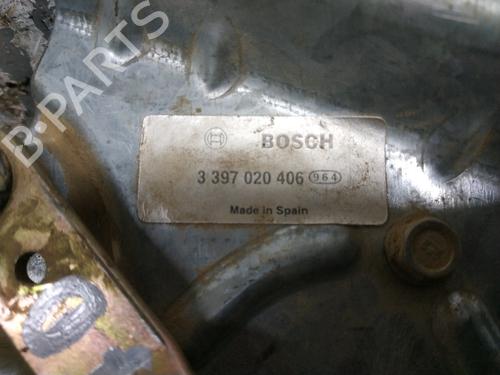 B-PARTS
BOSCH
3 397 020 406 964
Made in Spain